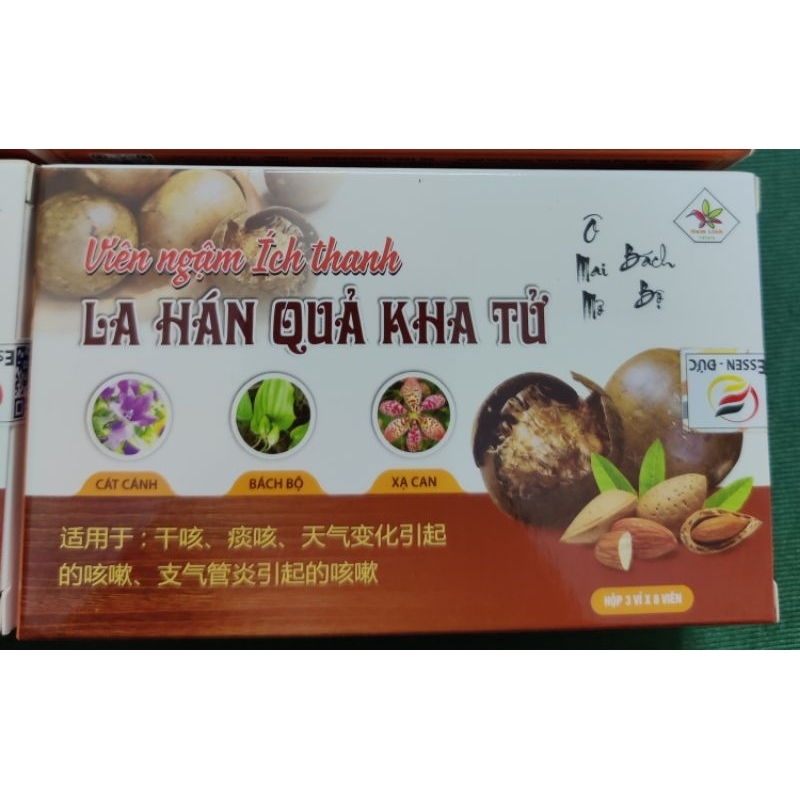 Viên ngậm Ích thanh
LA HÁN QUẢ KHA TỬ
Ô
Mai
Mơ
Bách
Bộ
ESSEN - ĐỨC
CÁT CÁNH
BÁCH BỘ
XẠ CAN
适用于：干咳、痰咳、天气变化引起
的咳嗽、支气管炎引起的咳嗽
HỘP 3 VỈ X 8 VIÊN